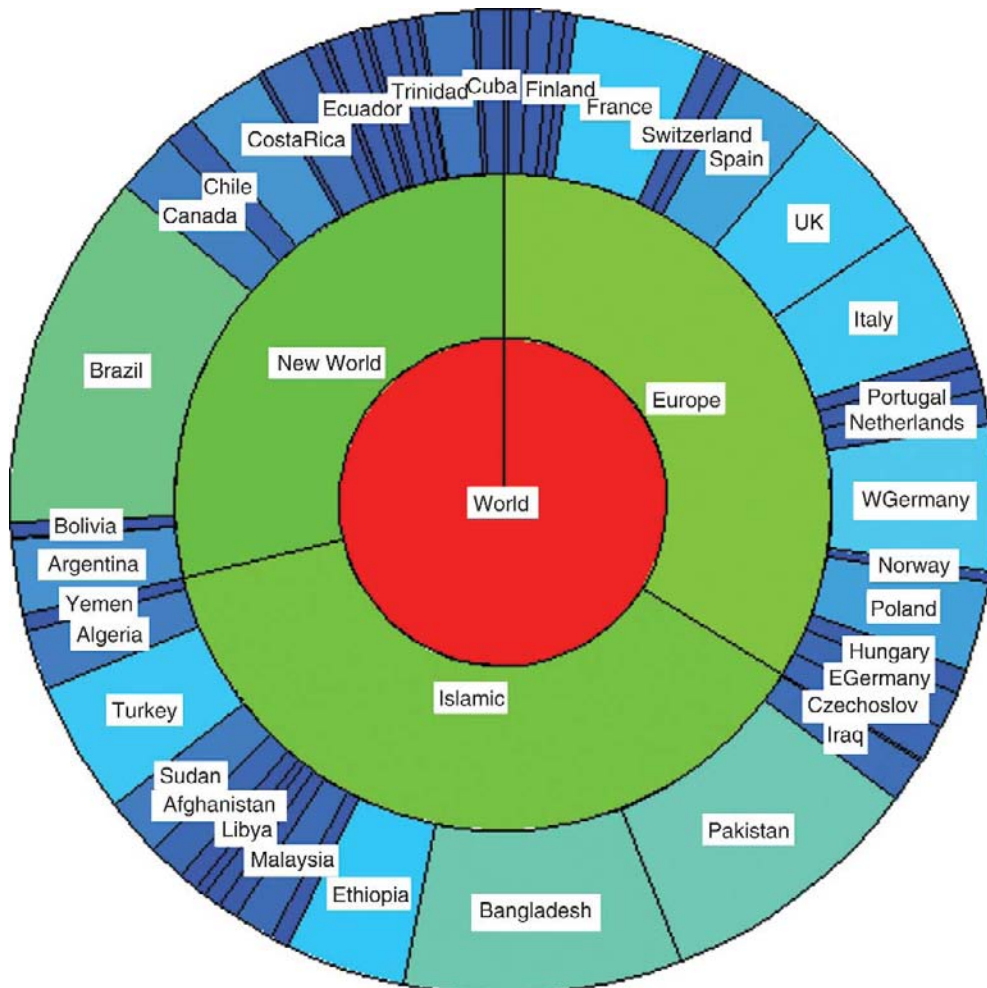 Cuba
Trinidad
Finland
Ecuador
France
CostaRica
Switzerland
Spain
Chile
Canada
UK
Italy
New World
Brazil
Europe
Portugal
Netherlands
World
WGermany
Bolivia
Argentina
Norway
Yemen
Poland
Algeria
Hungary
EGermany
Islamic
Czechoslov
Turkey
Iraq
Sudan
Afghanistan
Libya
Pakistan
Malaysia
Ethiopia
Bangladesh